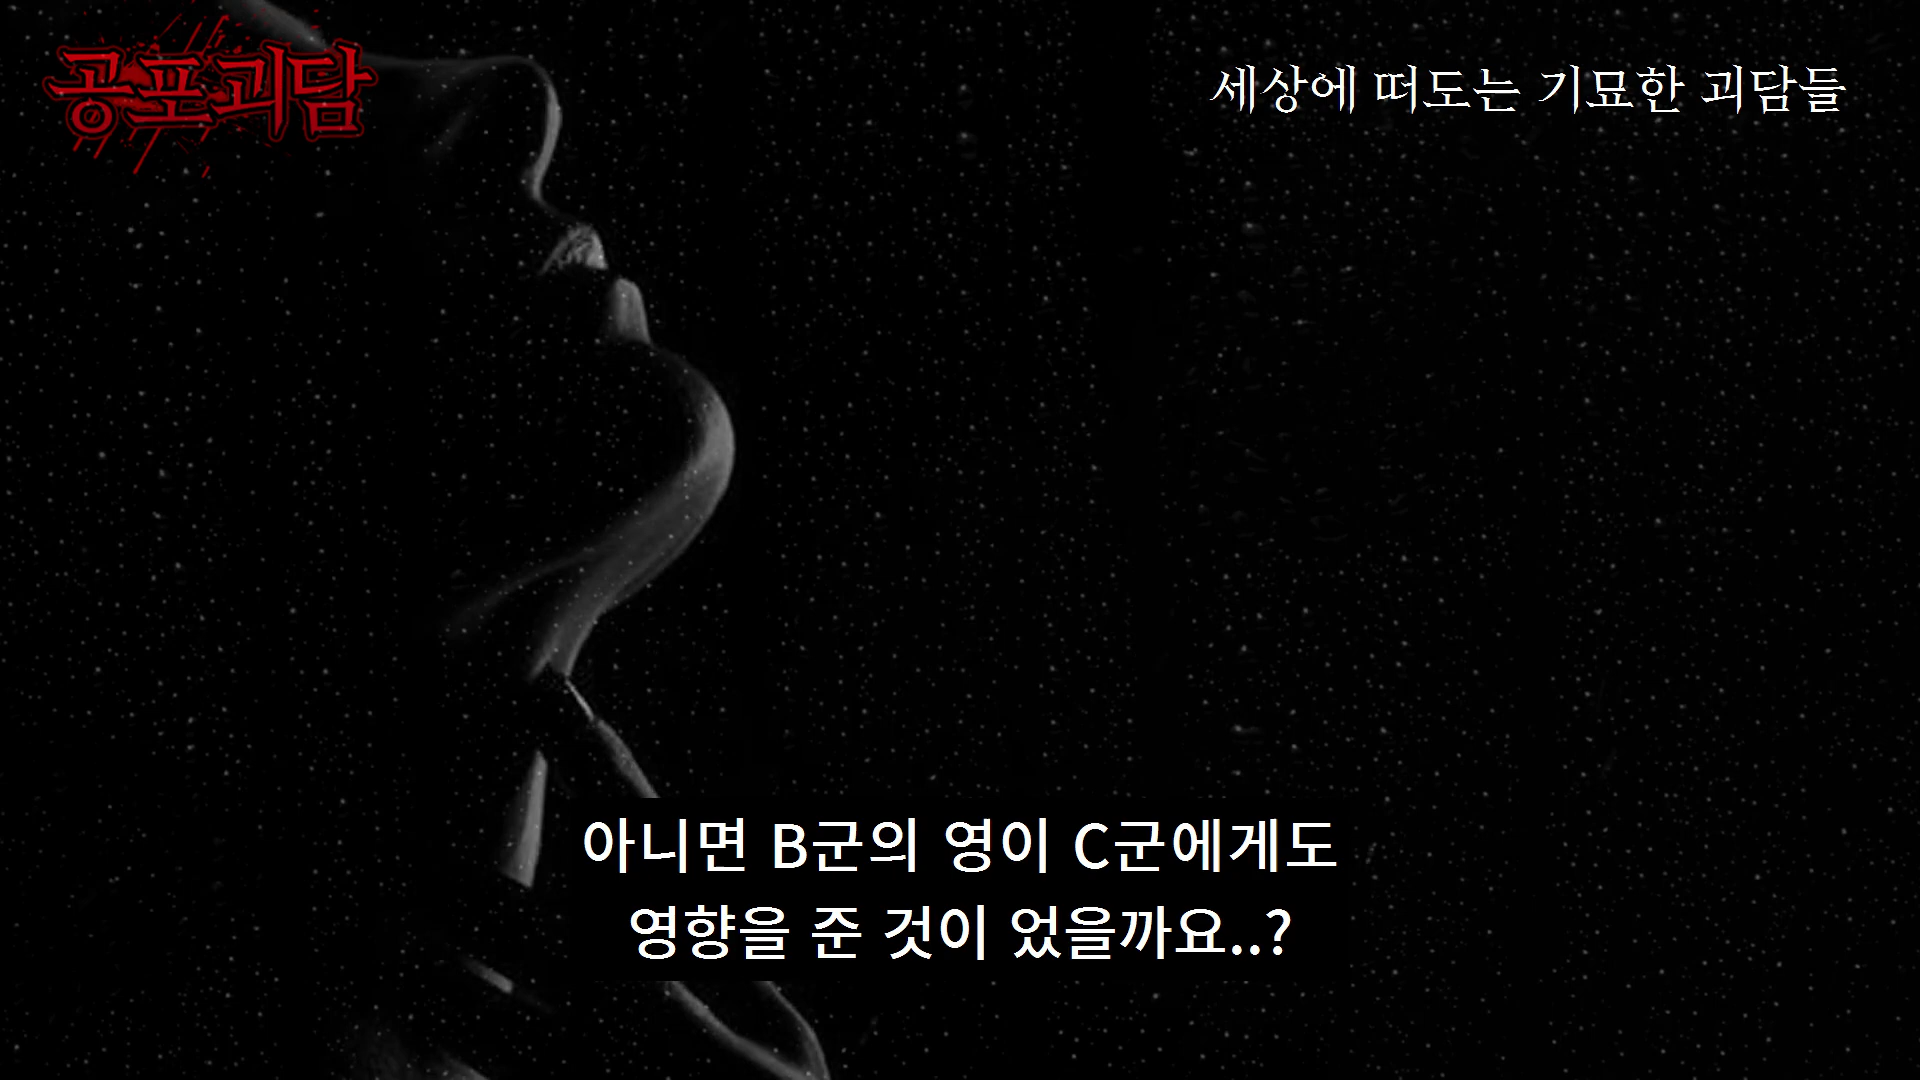 공포괴담
세상에 떠도는 기묘한 괴담들
아니면 B군의 영이 C군에게도
영향을 준 것이 었을까요..?